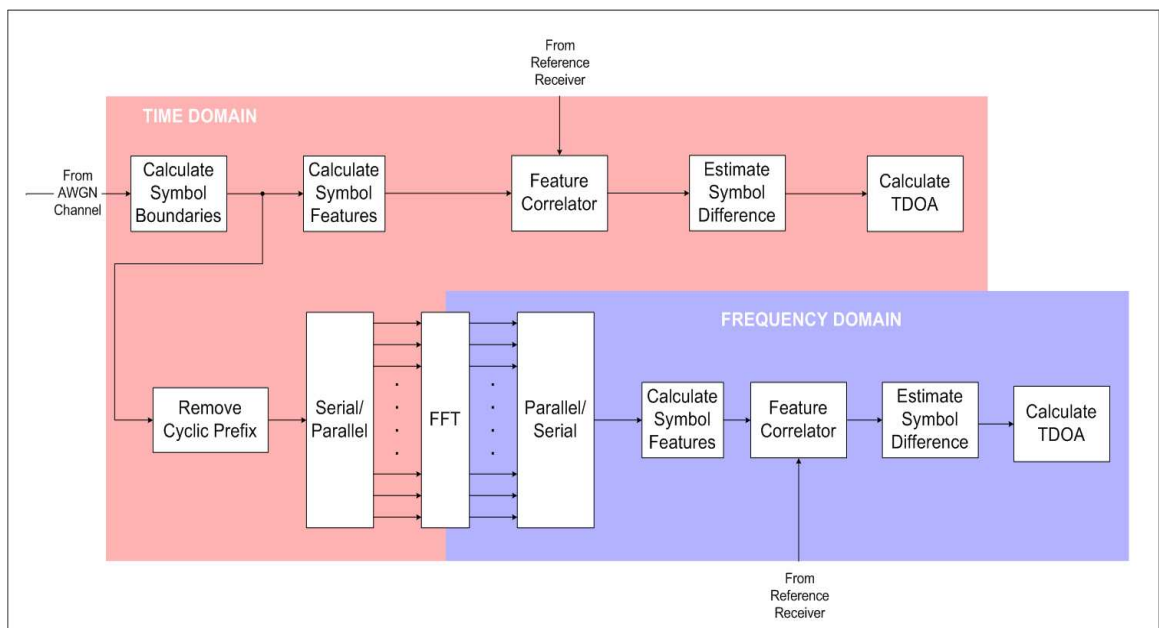 From
Reference
Receiver
TIME DOMAIN
From
AWGN
Channel
Calculate
Symbol
Boundaries
Calculate
Symbol
Features
Feature
Correlator
Estimate
Symbol
Difference
Calculate
TDOA
FREQUENCY DOMAIN
Remove
Cyclic Prefix
Serial/
Parallel
FFT
Parallel/
Serial
Calculate
Symbol
Features
Feature
Correlator
Estimate
Symbol
Difference
Calculate
TDOA
From
Reference
Receiver